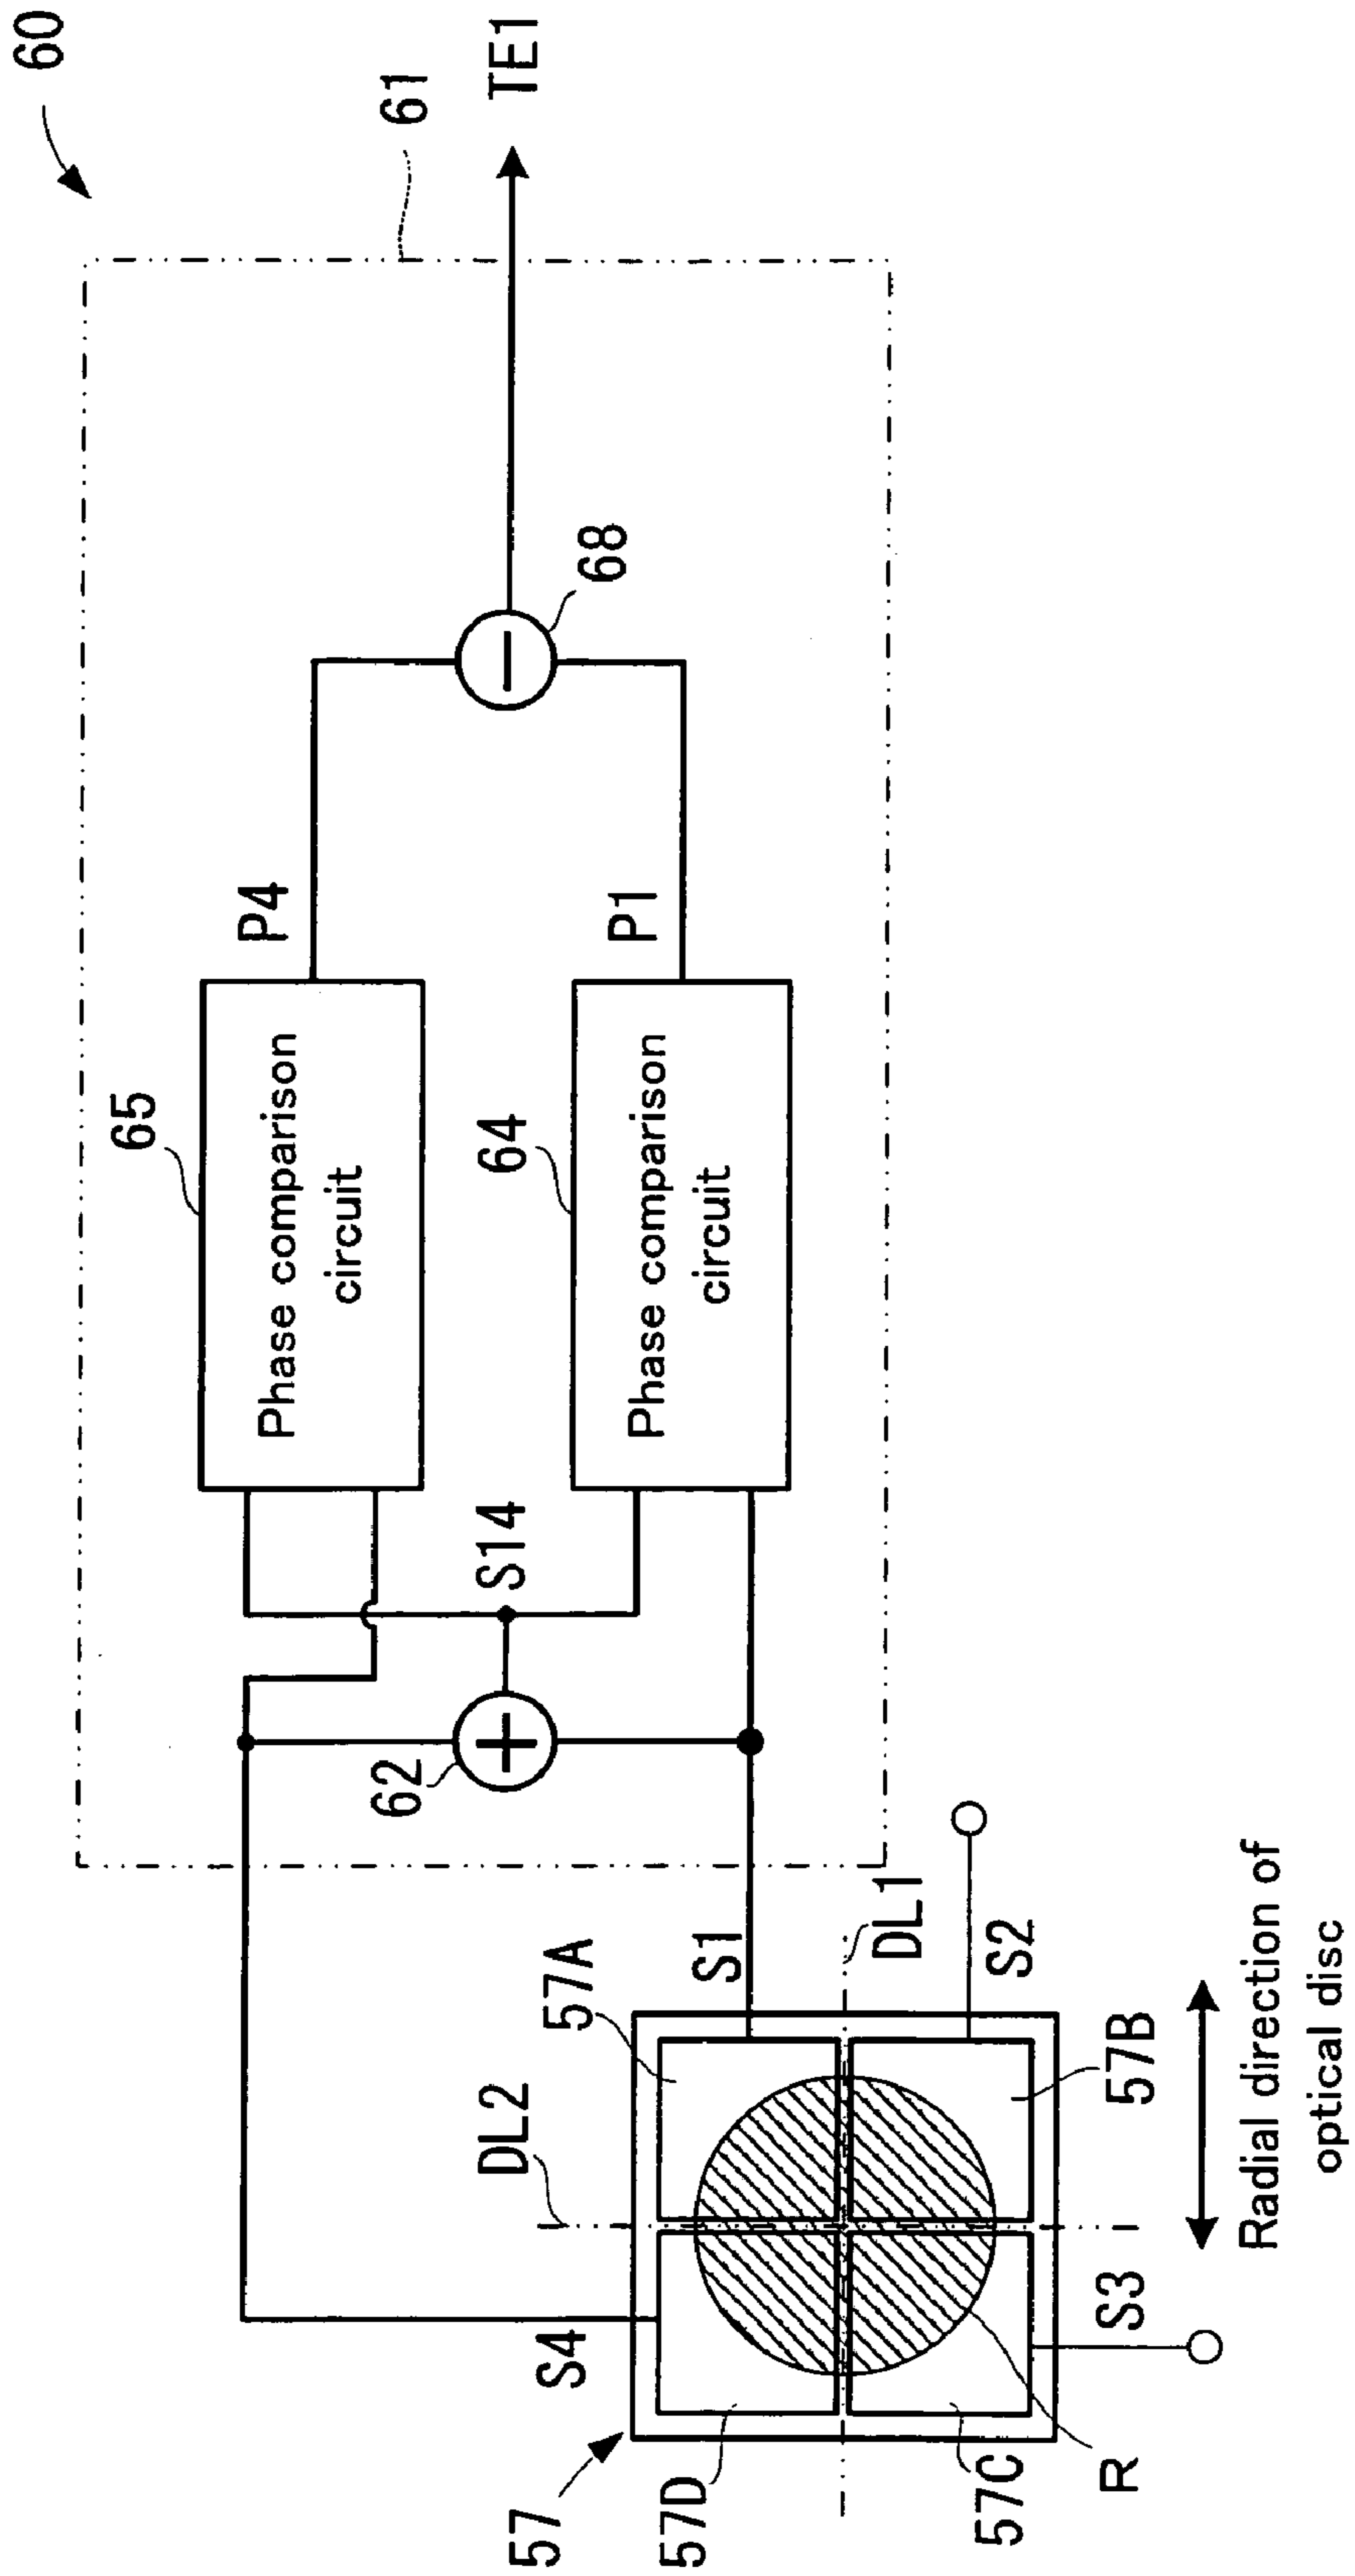 60
61
TE1
65
Phase comparison
circuit
P4
68
64
Phase comparison
circuit
P1
S14
62
S4
S1
57
DL2
57A
57D
DL1
S2
57C
57B
R
S3
Radial direction of
optical disc